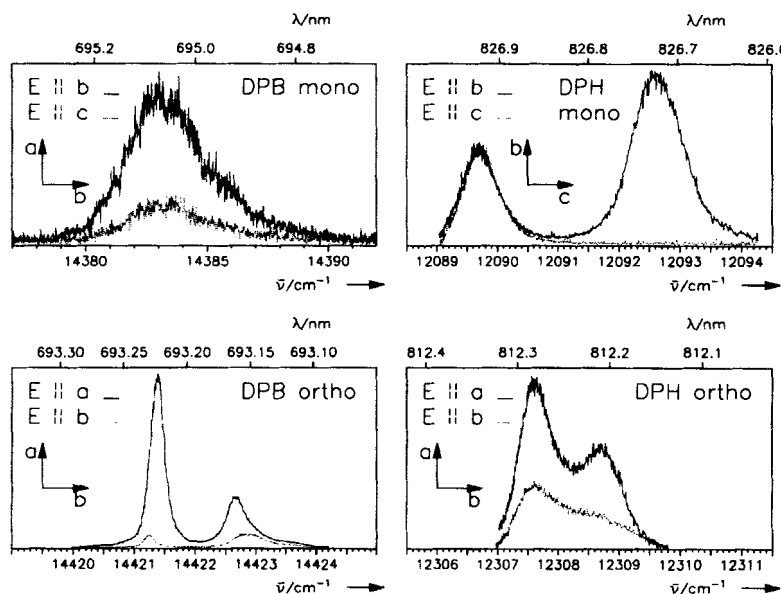 λ/nm
695.2 695.0 694.8
E || b
E || c
DPB mono
a
b
14380 14385 14390
ν̄/cm⁻¹
λ/nm
826.9 826.8 826.7 826.6
E || b
E || c
DPH
mono
b
c
12089 12090 12091 12092 12093 12094
ν̄/cm⁻¹
λ/nm
693.30 693.25 693.20 693.15 693.10
E || a
E || b
DPB ortho
a
b
14420 14421 14422 14423 14424
ν̄/cm⁻¹
λ/nm
812.4 812.3 812.2 812.1
E || a
E || b
DPH ortho
a
b
12306 12307 12308 12309 12310 12311
ν̄/cm⁻¹